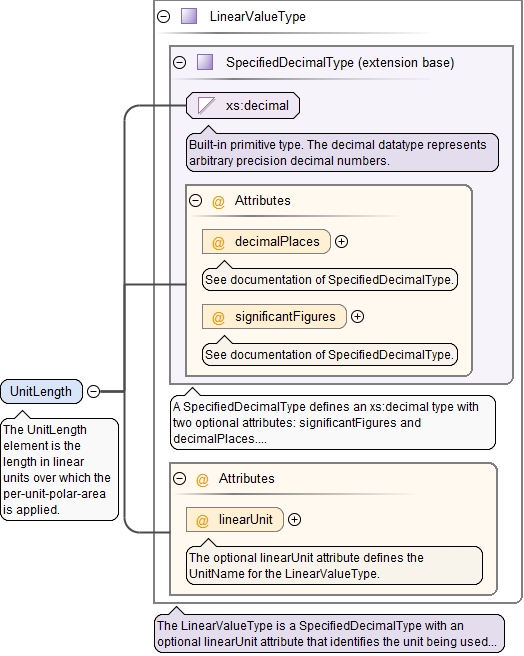 LinearValueType
SpecifiedDecimalType (extension base)
xs:decimal
Built-in primitive type. The decimal datatype represents
arbitrary precision decimal numbers.
@ Attributes
@ decimalPlaces
See documentation of SpecifiedDecimalType.
@ significantFigures
See documentation of SpecifiedDecimalType.
UnitLength
The UnitLength
element is the
length in linear
units over which the
per-unit-polar-area
is applied.
A SpecifiedDecimalType defines an xs:decimal type with
two optional attributes: significantFigures and
decimalPlaces....
@ Attributes
@ linearUnit
The optional linearUnit attribute defines the
UnitName for the LinearValueType.
The LinearValueType is a SpecifiedDecimalType with an
optional linearUnit attribute that identifies the unit being used...